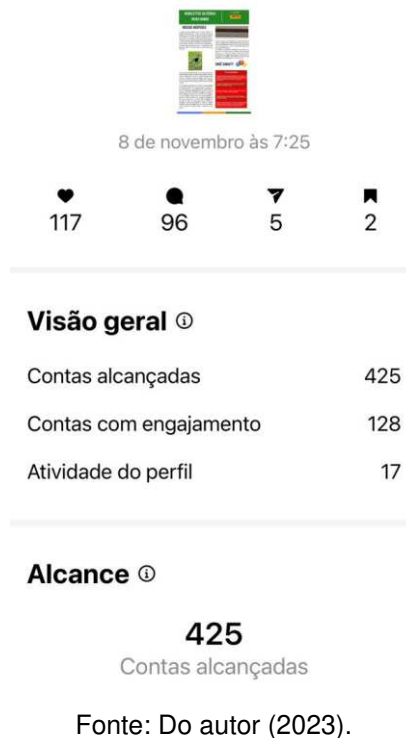 8 de novembro às 7:25
117 96 5 2
Visão geral
Contas alcançadas 425
Contas com engajamento 128
Atividade do perfil 17
Alcance
425
Contas alcançadas
Fonte: Do autor (2023).